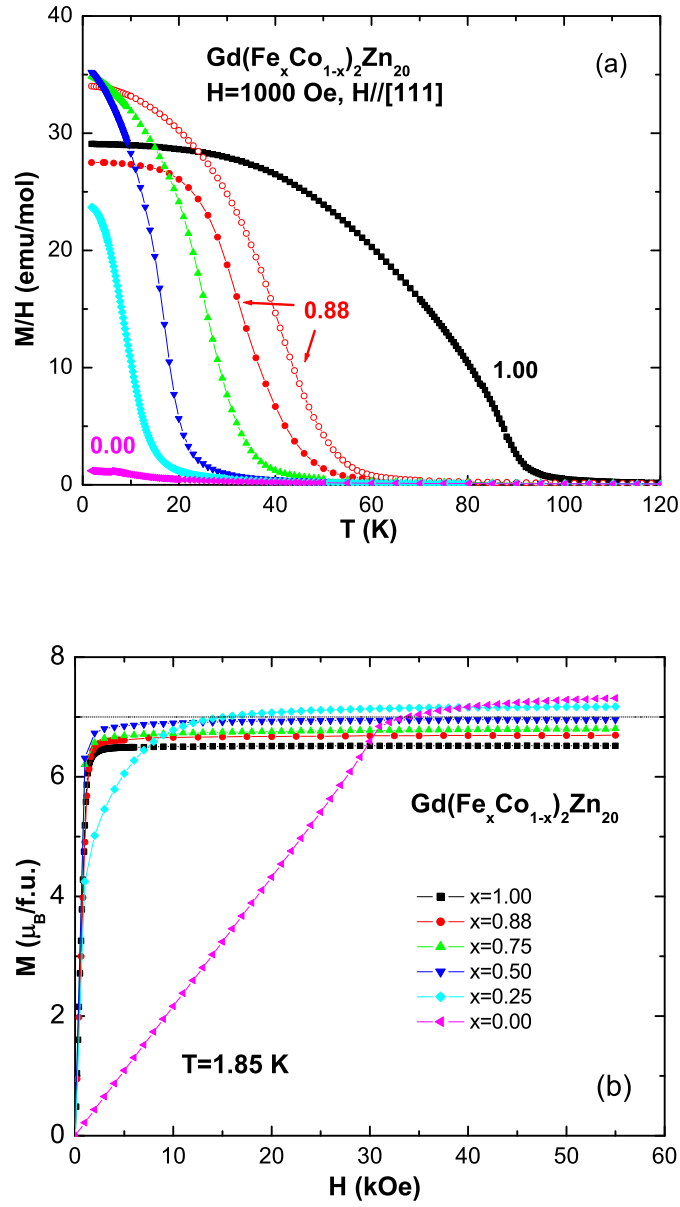 Gd(FeₓCo₁₋ₓ)₂Zn₂₀
(a)
H=1000 Oe, H//[111]
M/H (emu/mol)
40
30
20
10
0
0.88
1.00
0.00
0 20 40 60 80 100 120
T (K)
M (μB/f.u.)
8
6
4
2
0
Gd(FeₓCo₁₋ₓ)₂Zn₂₀
x=1.00
x=0.88
x=0.75
x=0.50
x=0.25
x=0.00
T=1.85 K
(b)
0 10 20 30 40 50 60
H (kOe)